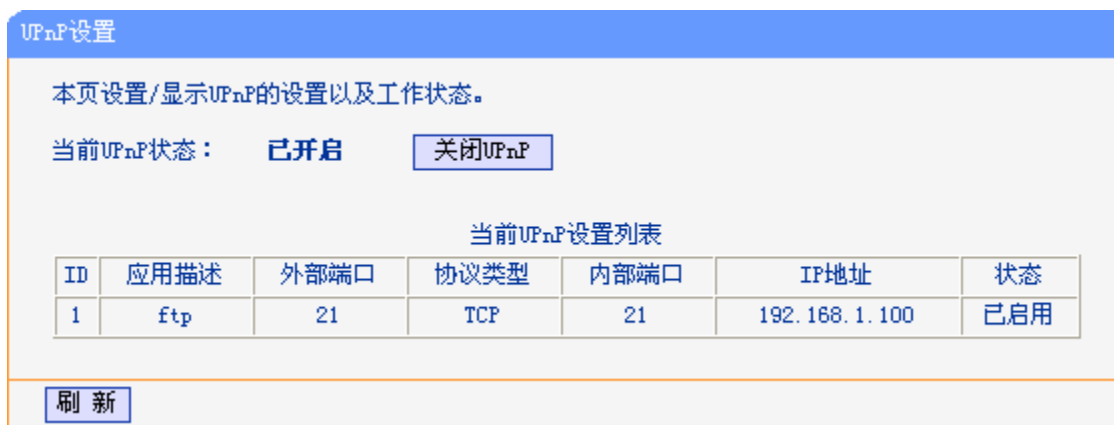 UPnP设置
本页设置/显示UPnP的设置以及工作状态。
当前UPnP状态： 已开启 关闭UPnP
当前UPnP设置列表
ID 应用描述 外部端口 协议类型 内部端口 IP地址 状态
1 ftp 21 TCP 21 192.168.1.100 已启用
刷 新